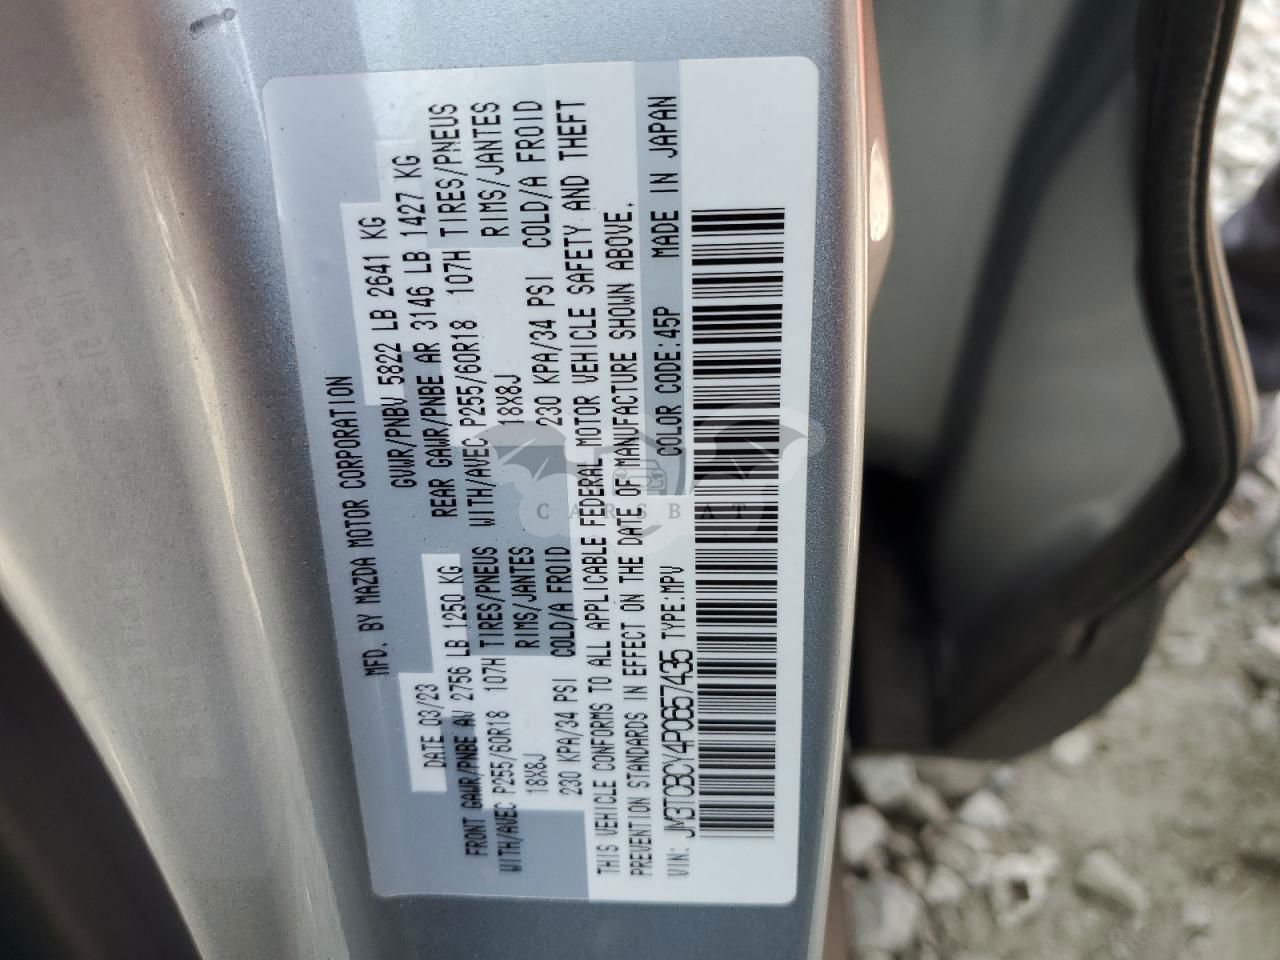 MFD. BY MAZDA MOTOR CORPORATION
DATE 03/23 GVWR/PNBV 5822 LB 2641 KG
FRONT GAWR/PNBE AV 2756 LB 1250 KG REAR GAWR/PNBE AR 3146 LB 1427 KG
WITH/AVEC P255/60R18 107H TIRES/PNEUS WITH/AVEC P255/60R18 107H TIRES/PNEUS
18X8J RIMS/JANTES 18X8J RIMS/JANTES
230 KPA/34 PSI COLD/A FROID 230 KPA/34 PSI COLD/A FROID
THIS VEHICLE CONFORMS TO ALL APPLICABLE FEDERAL MOTOR VEHICLE SAFETY AND THEFT
PREVENTION STANDARDS IN EFFECT ON THE DATE OF MANUFACTURE SHOWN ABOVE.
VIN: JM3TCBCY4P0657435 TYPE:MPV COLOR CODE:45P MADE IN JAPAN
CARSBAT